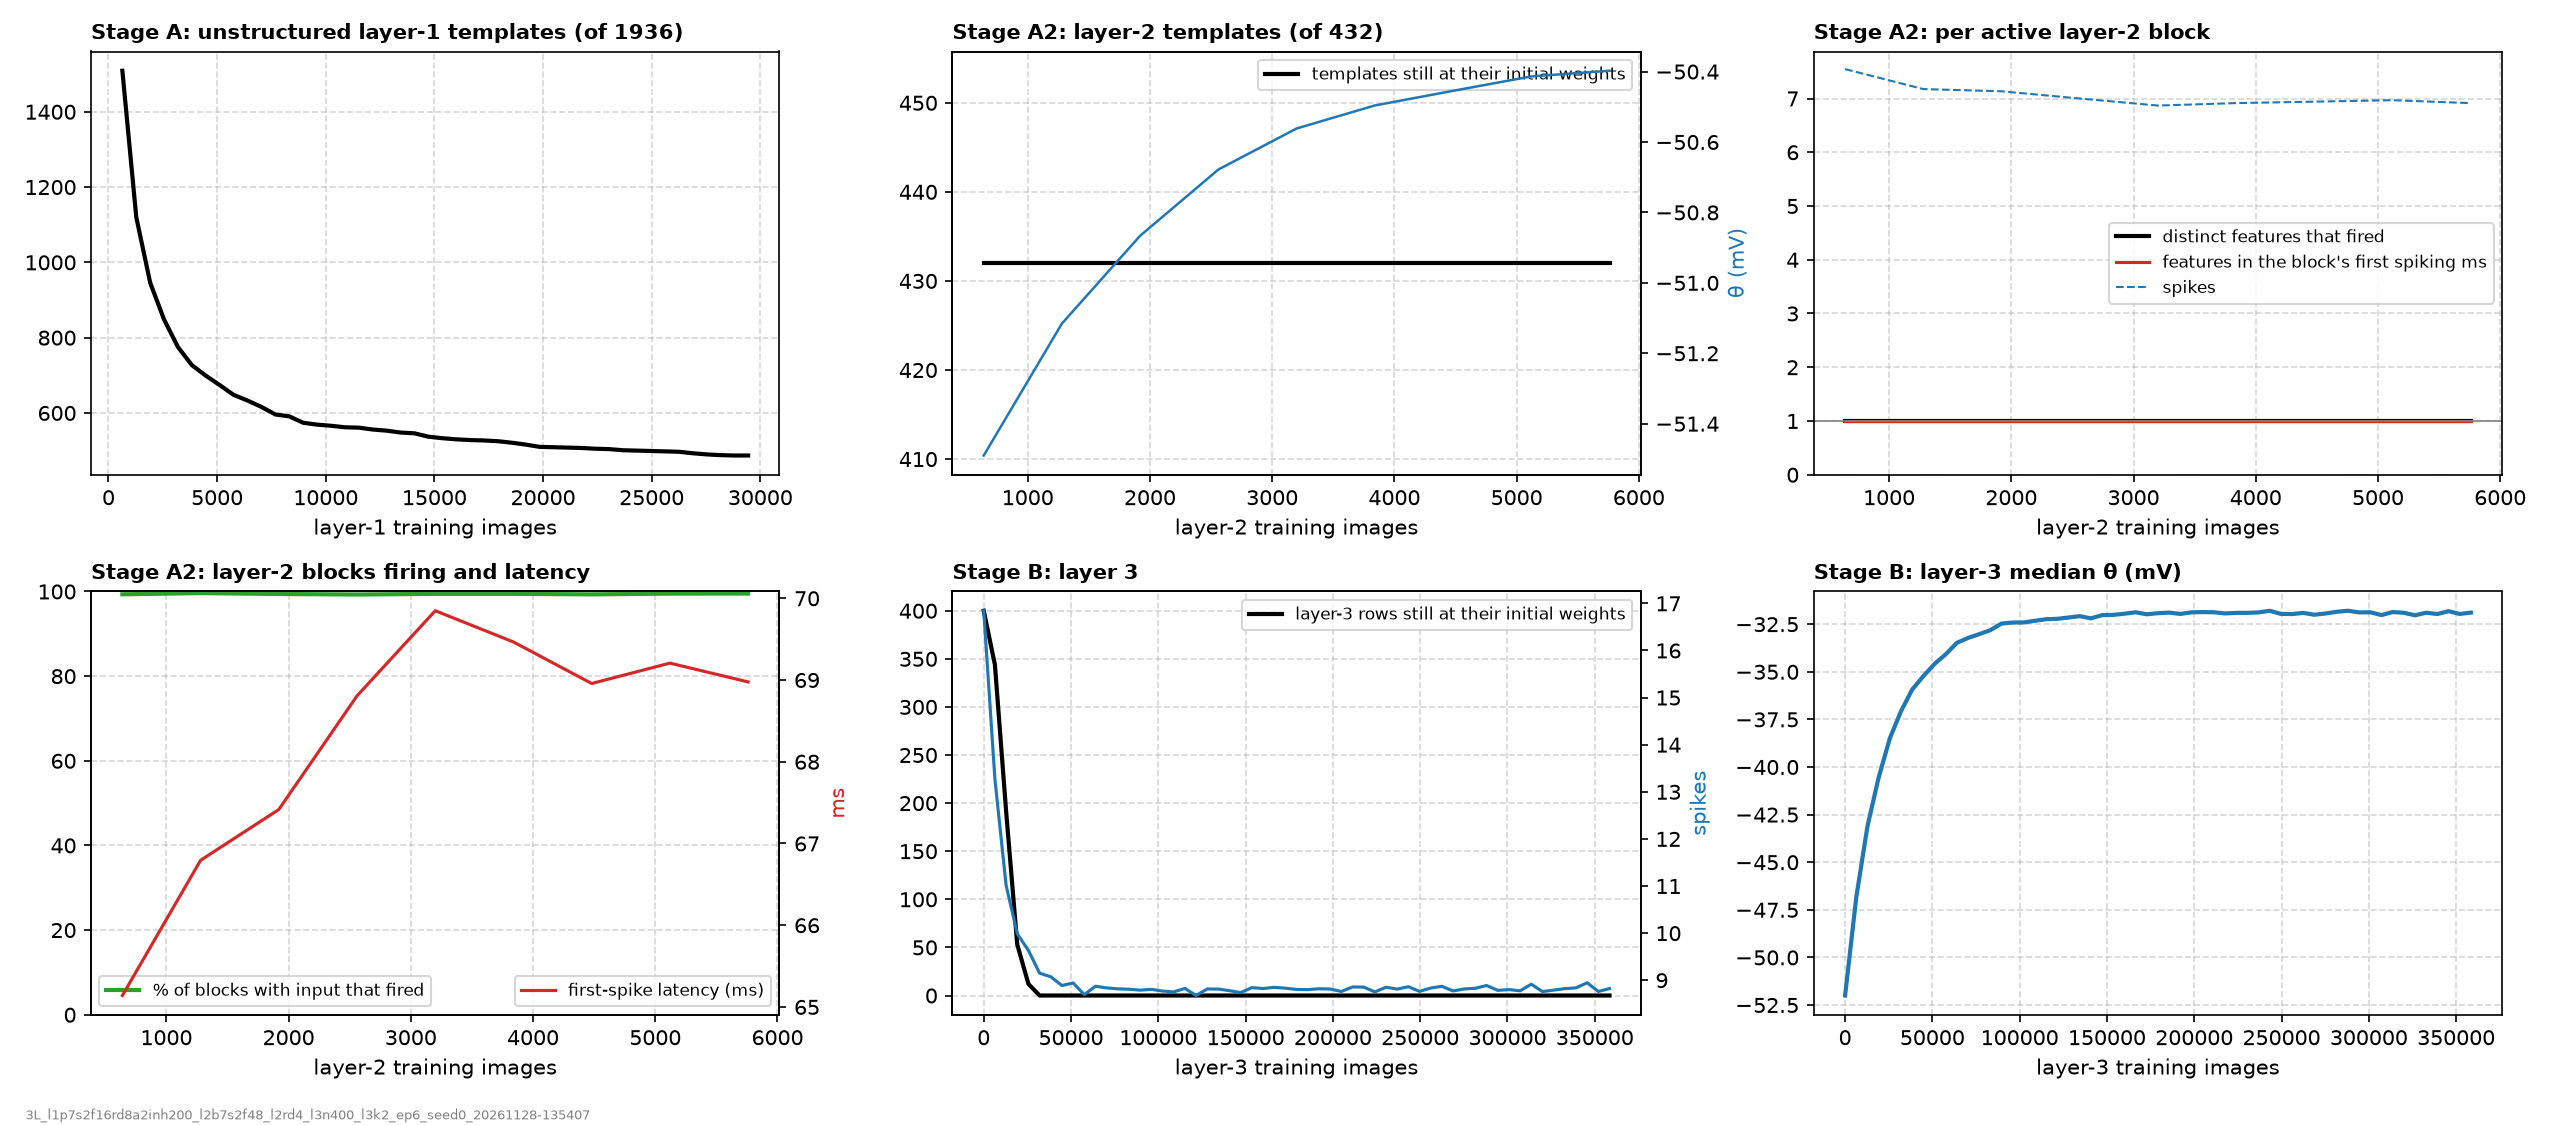 Stage A: unstructured layer-1 templates (of 1936)
1400
1200
1000
800
600
0 5000 10000 15000 20000 25000 30000
layer-1 training images
Stage A2: layer-2 templates (of 432)
templates still at their initial weights
450
440
430
420
410
−50.4
−50.6
−50.8
−51.0
−51.2
−51.4
θ (mV)
1000 2000 3000 4000 5000 6000
layer-2 training images
Stage A2: per active layer-2 block
7
6
5
4
3
2
1
0
distinct features that fired
features in the block's first spiking ms
spikes
1000 2000 3000 4000 5000 6000
layer-2 training images
Stage A2: layer-2 blocks firing and latency
100
80
60
40
20
0
70
69
68
67
66
65
ms
% of blocks with input that fired
first-spike latency (ms)
1000 2000 3000 4000 5000 6000
layer-2 training images
Stage B: layer 3
layer-3 rows still at their initial weights
400
350
300
250
200
150
100
50
0
17
16
15
14
13
12
11
10
9
spikes
0 50000 100000 150000 200000 250000 300000 350000
layer-3 training images
Stage B: layer-3 median θ (mV)
−32.5
−35.0
−37.5
−40.0
−42.5
−45.0
−47.5
−50.0
−52.5
0 50000 100000 150000 200000 250000 300000 350000
layer-3 training images
3L_l1p7s2f16rd8a2inh200_l2b7s2f48_l2rd4_l3n400_l3k2_ep6_seed0_20261128-135407